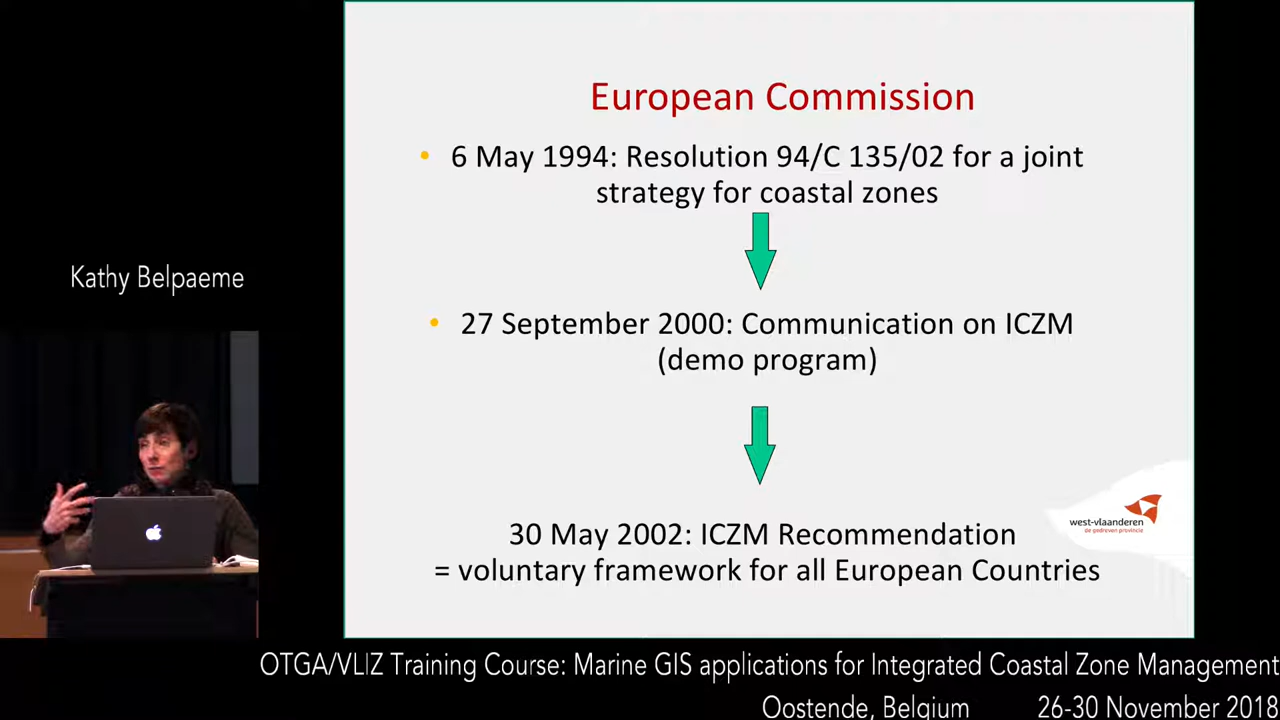 European Commission
• 6 May 1994: Resolution 94/C 135/02 for a joint
strategy for coastal zones
• 27 September 2000: Communication on ICZM
(demo program)
30 May 2002: ICZM Recommendation
= voluntary framework for all European Countries
west-vlaanderen
de gedreven provincie
Kathy Belpaeme
OTGA/VLIZ Training Course: Marine GIS applications for Integrated Coastal Zone Management
Oostende, Belgium 26-30 November 2018